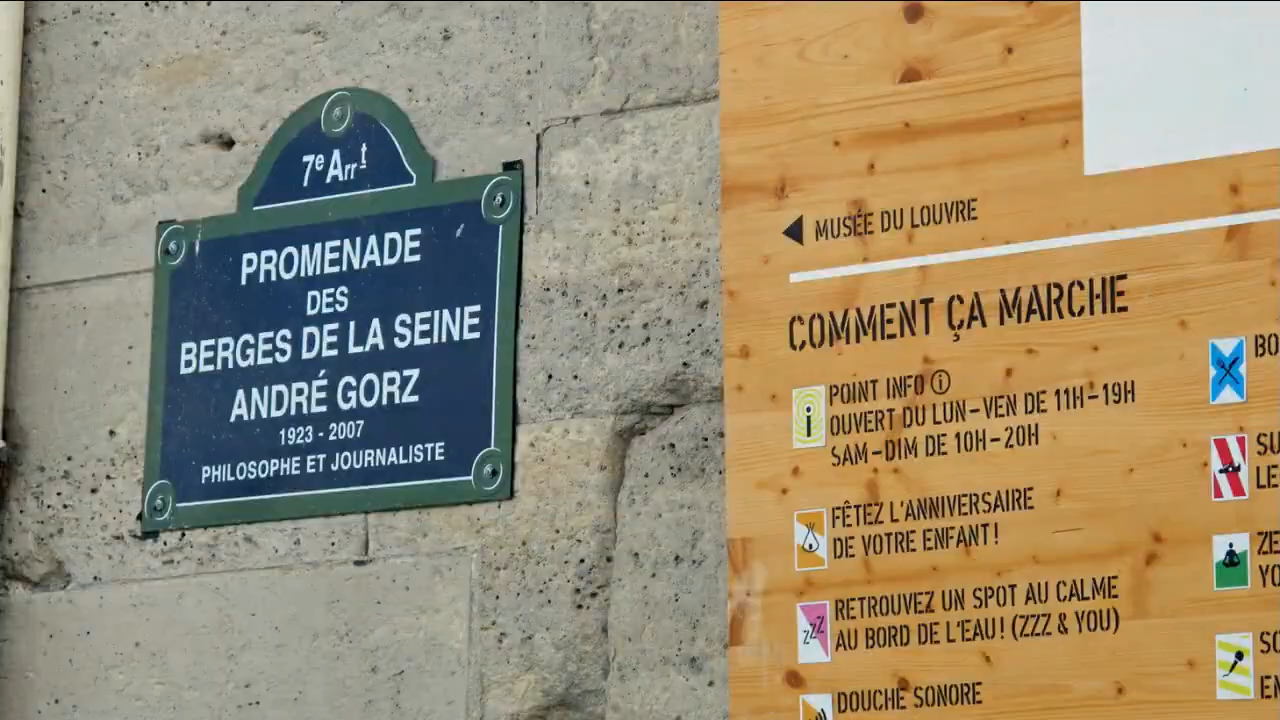 7e Arrt
PROMENADE
DES
BERGES DE LA SEINE
ANDRÉ GORZ
1923 - 2007
PHILOSOPHE ET JOURNALISTE
MUSÉE DU LOUVRE
COMMENT ÇA MARCHE
POINT INFO
OUVERT DU LUN-VEN DE 11H-19H
SAM-DIM DE 10H-20H
FÊTEZ L'ANNIVERSAIRE
DE VOTRE ENFANT!
RETROUVEZ UN SPOT AU CALME
AU BORD DE L'EAU! (ZZZ & YOU)
DOUCHE SONORE